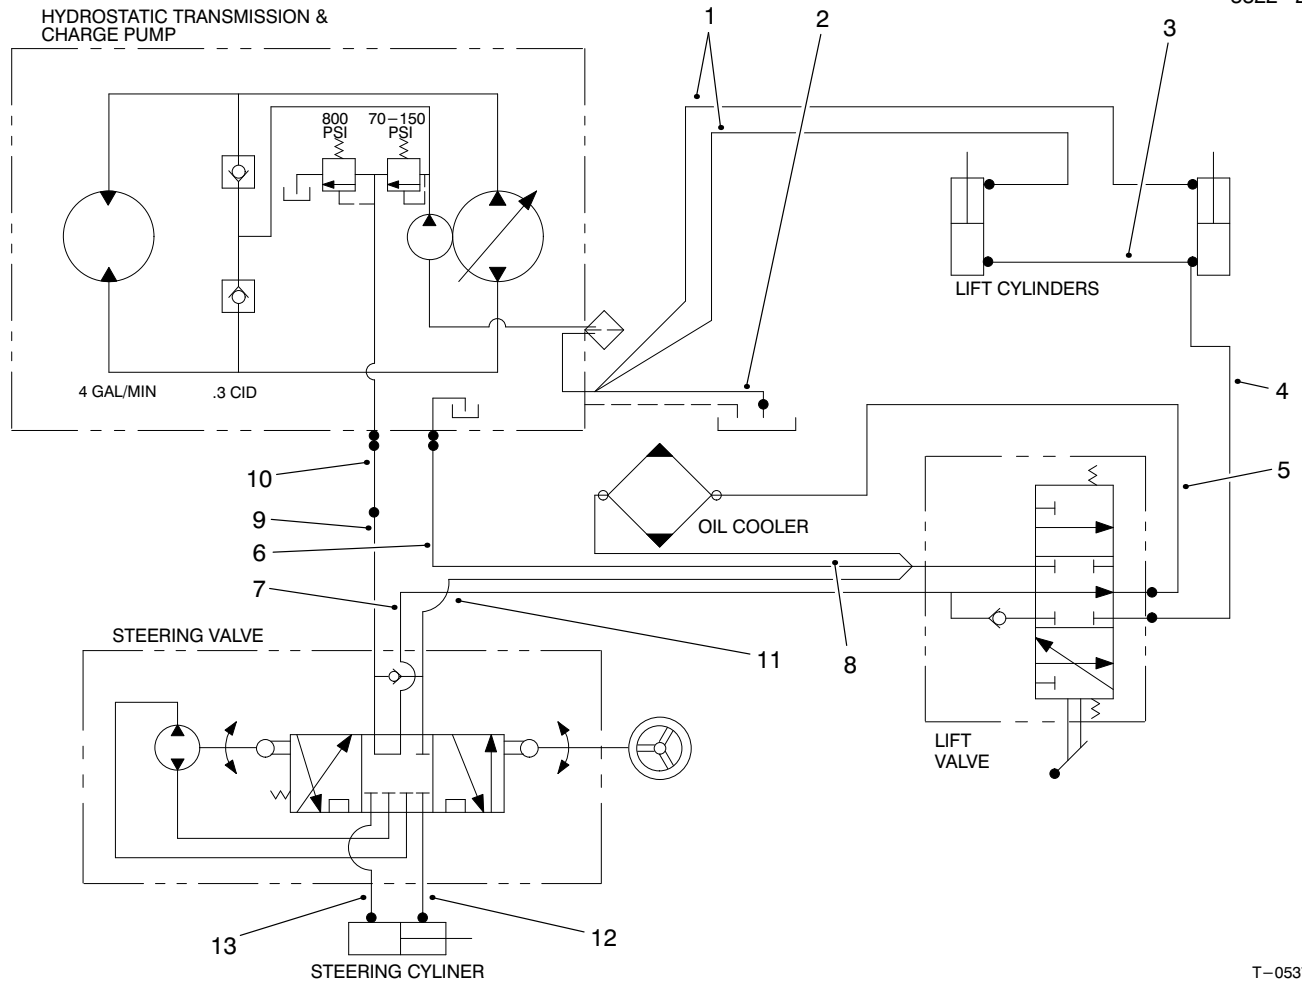 HYDROSTATIC TRANSMISSION &
CHARGE PUMP
1
2
3
800
PSI
70–150
PSI
LIFT CYLINDERS
4 GAL/MIN
.3 CID
4
10
5
9
OIL COOLER
6
7
STEERING VALVE
11
8
LIFT
VALVE
13
12
STEERING CYLINER